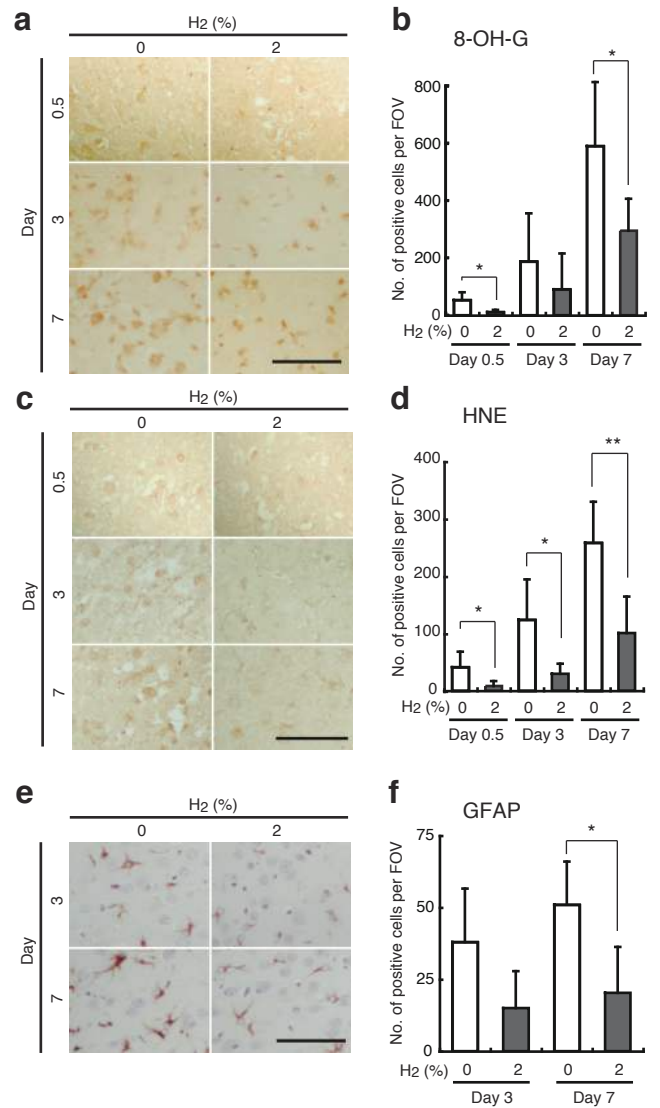 a
H2 (%)
0 2
Day
0.5
3
7
b
8-OH-G
No. of positive cells per FOV
800
600
400
200
0
*
*
H2 (%) 0 2 0 2 0 2
Day 0.5 Day 3 Day 7
c
H2 (%)
0 2
Day
0.5
3
7
d
HNE
No. of positive cells per FOV
400
300
200
100
0
*
*
**
H2 (%) 0 2 0 2 0 2
Day 0.5 Day 3 Day 7
e
H2 (%)
0 2
Day
3
7
f
GFAP
No. of positive cells per FOV
75
50
25
0
*
H2 (%) 0 2 0 2
Day 3 Day 7